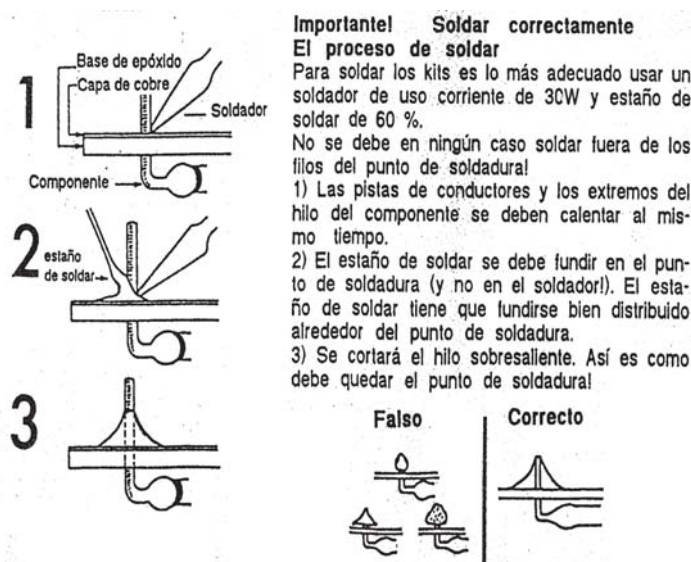 1
Base de epóxido
Capa de cobre
Soldador
Componente
2
estaño
de soldar
3
Importante! Soldar correctamente
El proceso de soldar
Para soldar los kits es lo más adecuado usar un
soldador de uso corriente de 30W y estaño de
soldar de 60 %.
No se debe en ningún caso soldar fuera de los
filos del punto de soldadura!
1) Las pistas de conductores y los extremos del
hilo del componente se deben calentar al mis-
mo tiempo.
2) El estaño de soldar se debe fundir en el pun-
to de soldadura (y no en el soldador!). El esta-
ño de soldar tiene que fundirse bien distribuido
alrededor del punto de soldadura.
3) Se cortará el hilo sobresaliente. Así es como
debe quedar el punto de soldadura!
Falso
Correcto